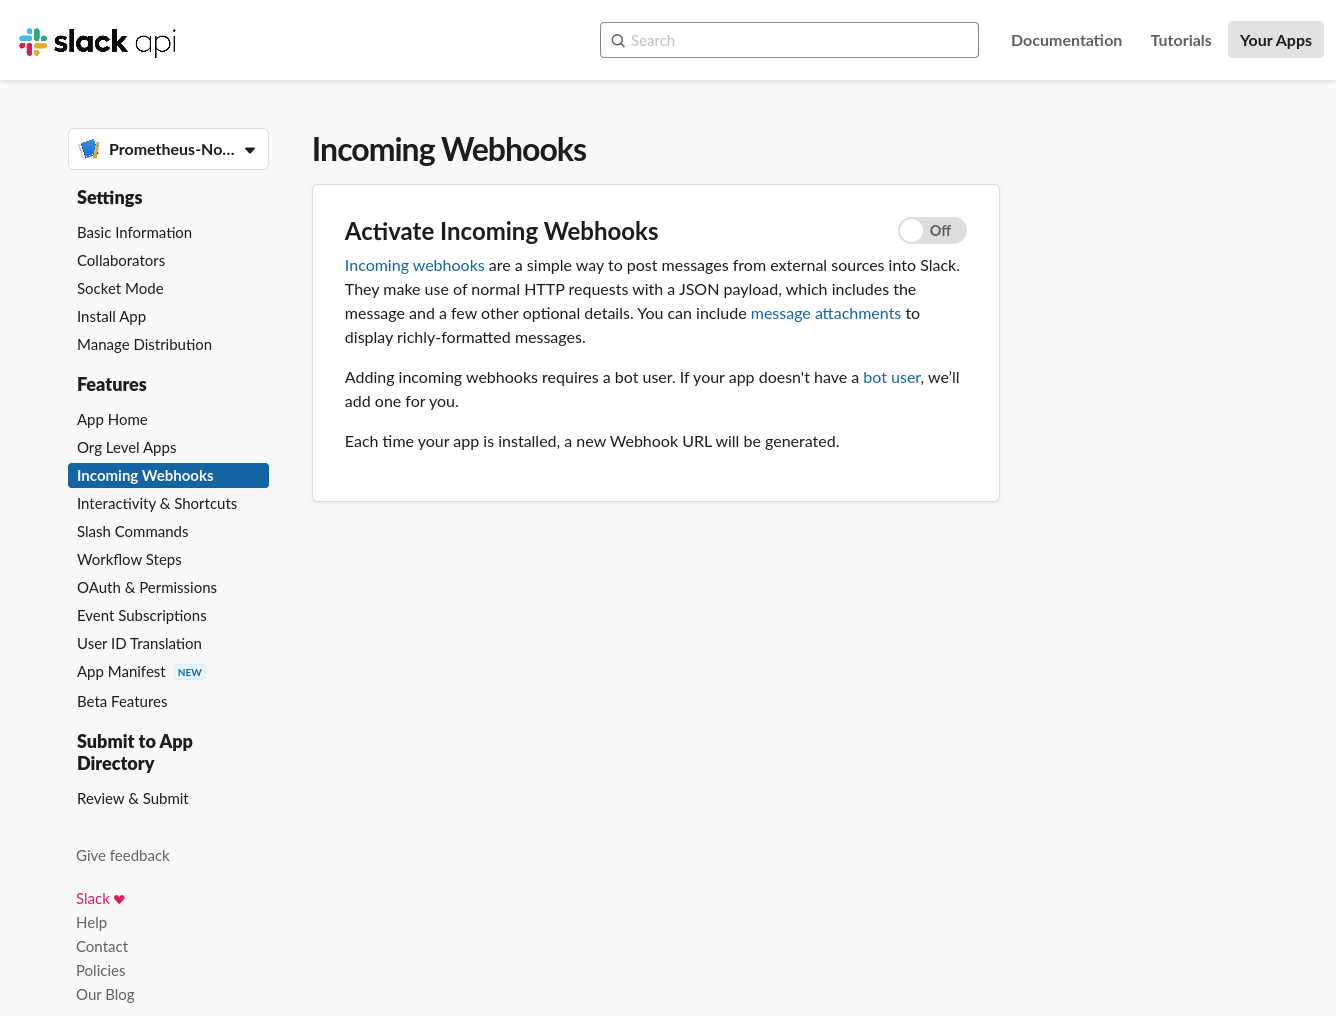 slack api
Search
Documentation
Tutorials
Your Apps
Prometheus-No...
Settings
Basic Information
Collaborators
Socket Mode
Install App
Manage Distribution
Features
App Home
Org Level Apps
Incoming Webhooks
Interactivity & Shortcuts
Slash Commands
Workflow Steps
OAuth & Permissions
Event Subscriptions
User ID Translation
App Manifest NEW
Beta Features
Submit to App
Directory
Review & Submit
Give feedback
Slack ♥
Help
Contact
Policies
Our Blog
Incoming Webhooks
Activate Incoming Webhooks
Off
Incoming webhooks are a simple way to post messages from external sources into Slack.
They make use of normal HTTP requests with a JSON payload, which includes the
message and a few other optional details. You can include message attachments to
display richly-formatted messages.
Adding incoming webhooks requires a bot user. If your app doesn't have a bot user, we’ll
add one for you.
Each time your app is installed, a new Webhook URL will be generated.